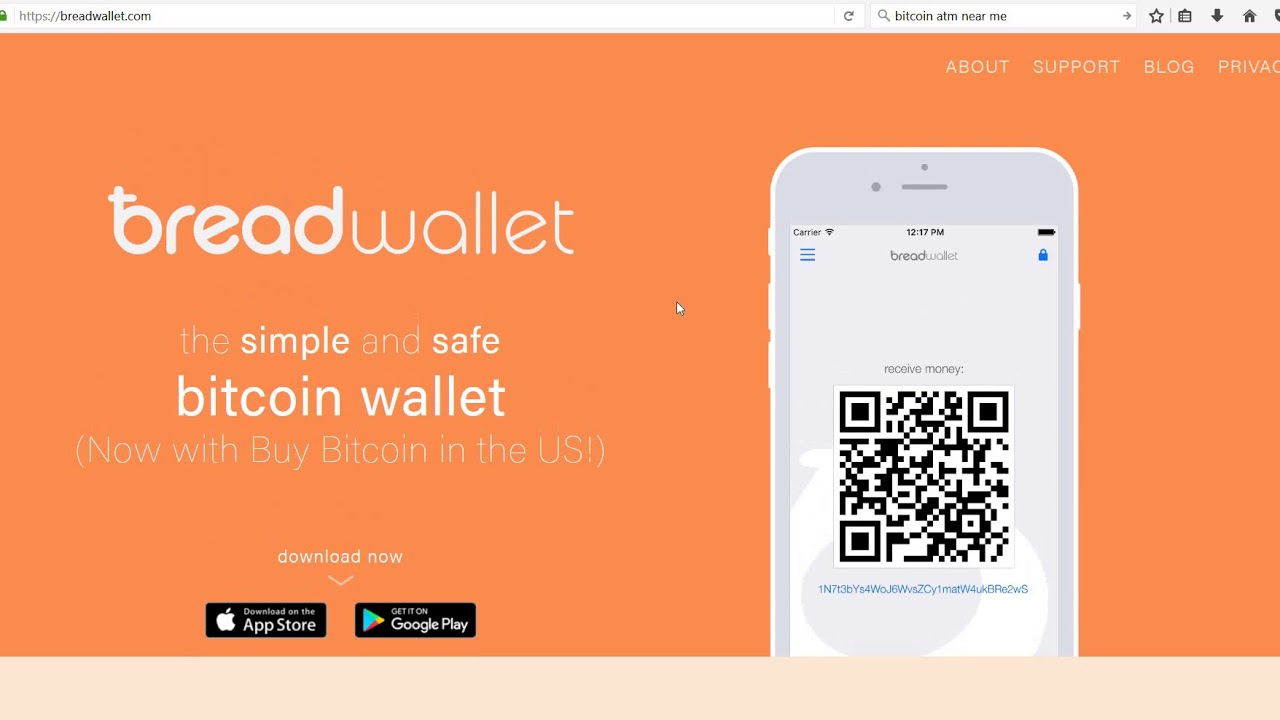 https://breadwallet.com
bitcoin atm near me
ABOUT SUPPORT BLOG PRIVAC
breadwallet
the simple and safe
bitcoin wallet
(Now with Buy Bitcoin in the US!)
download now
Download on the
App Store
GET IT ON
Google Play
Carrier 12:17 PM
breadwallet
receive money:
1N7t3bYs4WoJ6WvsZCy1matW4ukBRe2wS